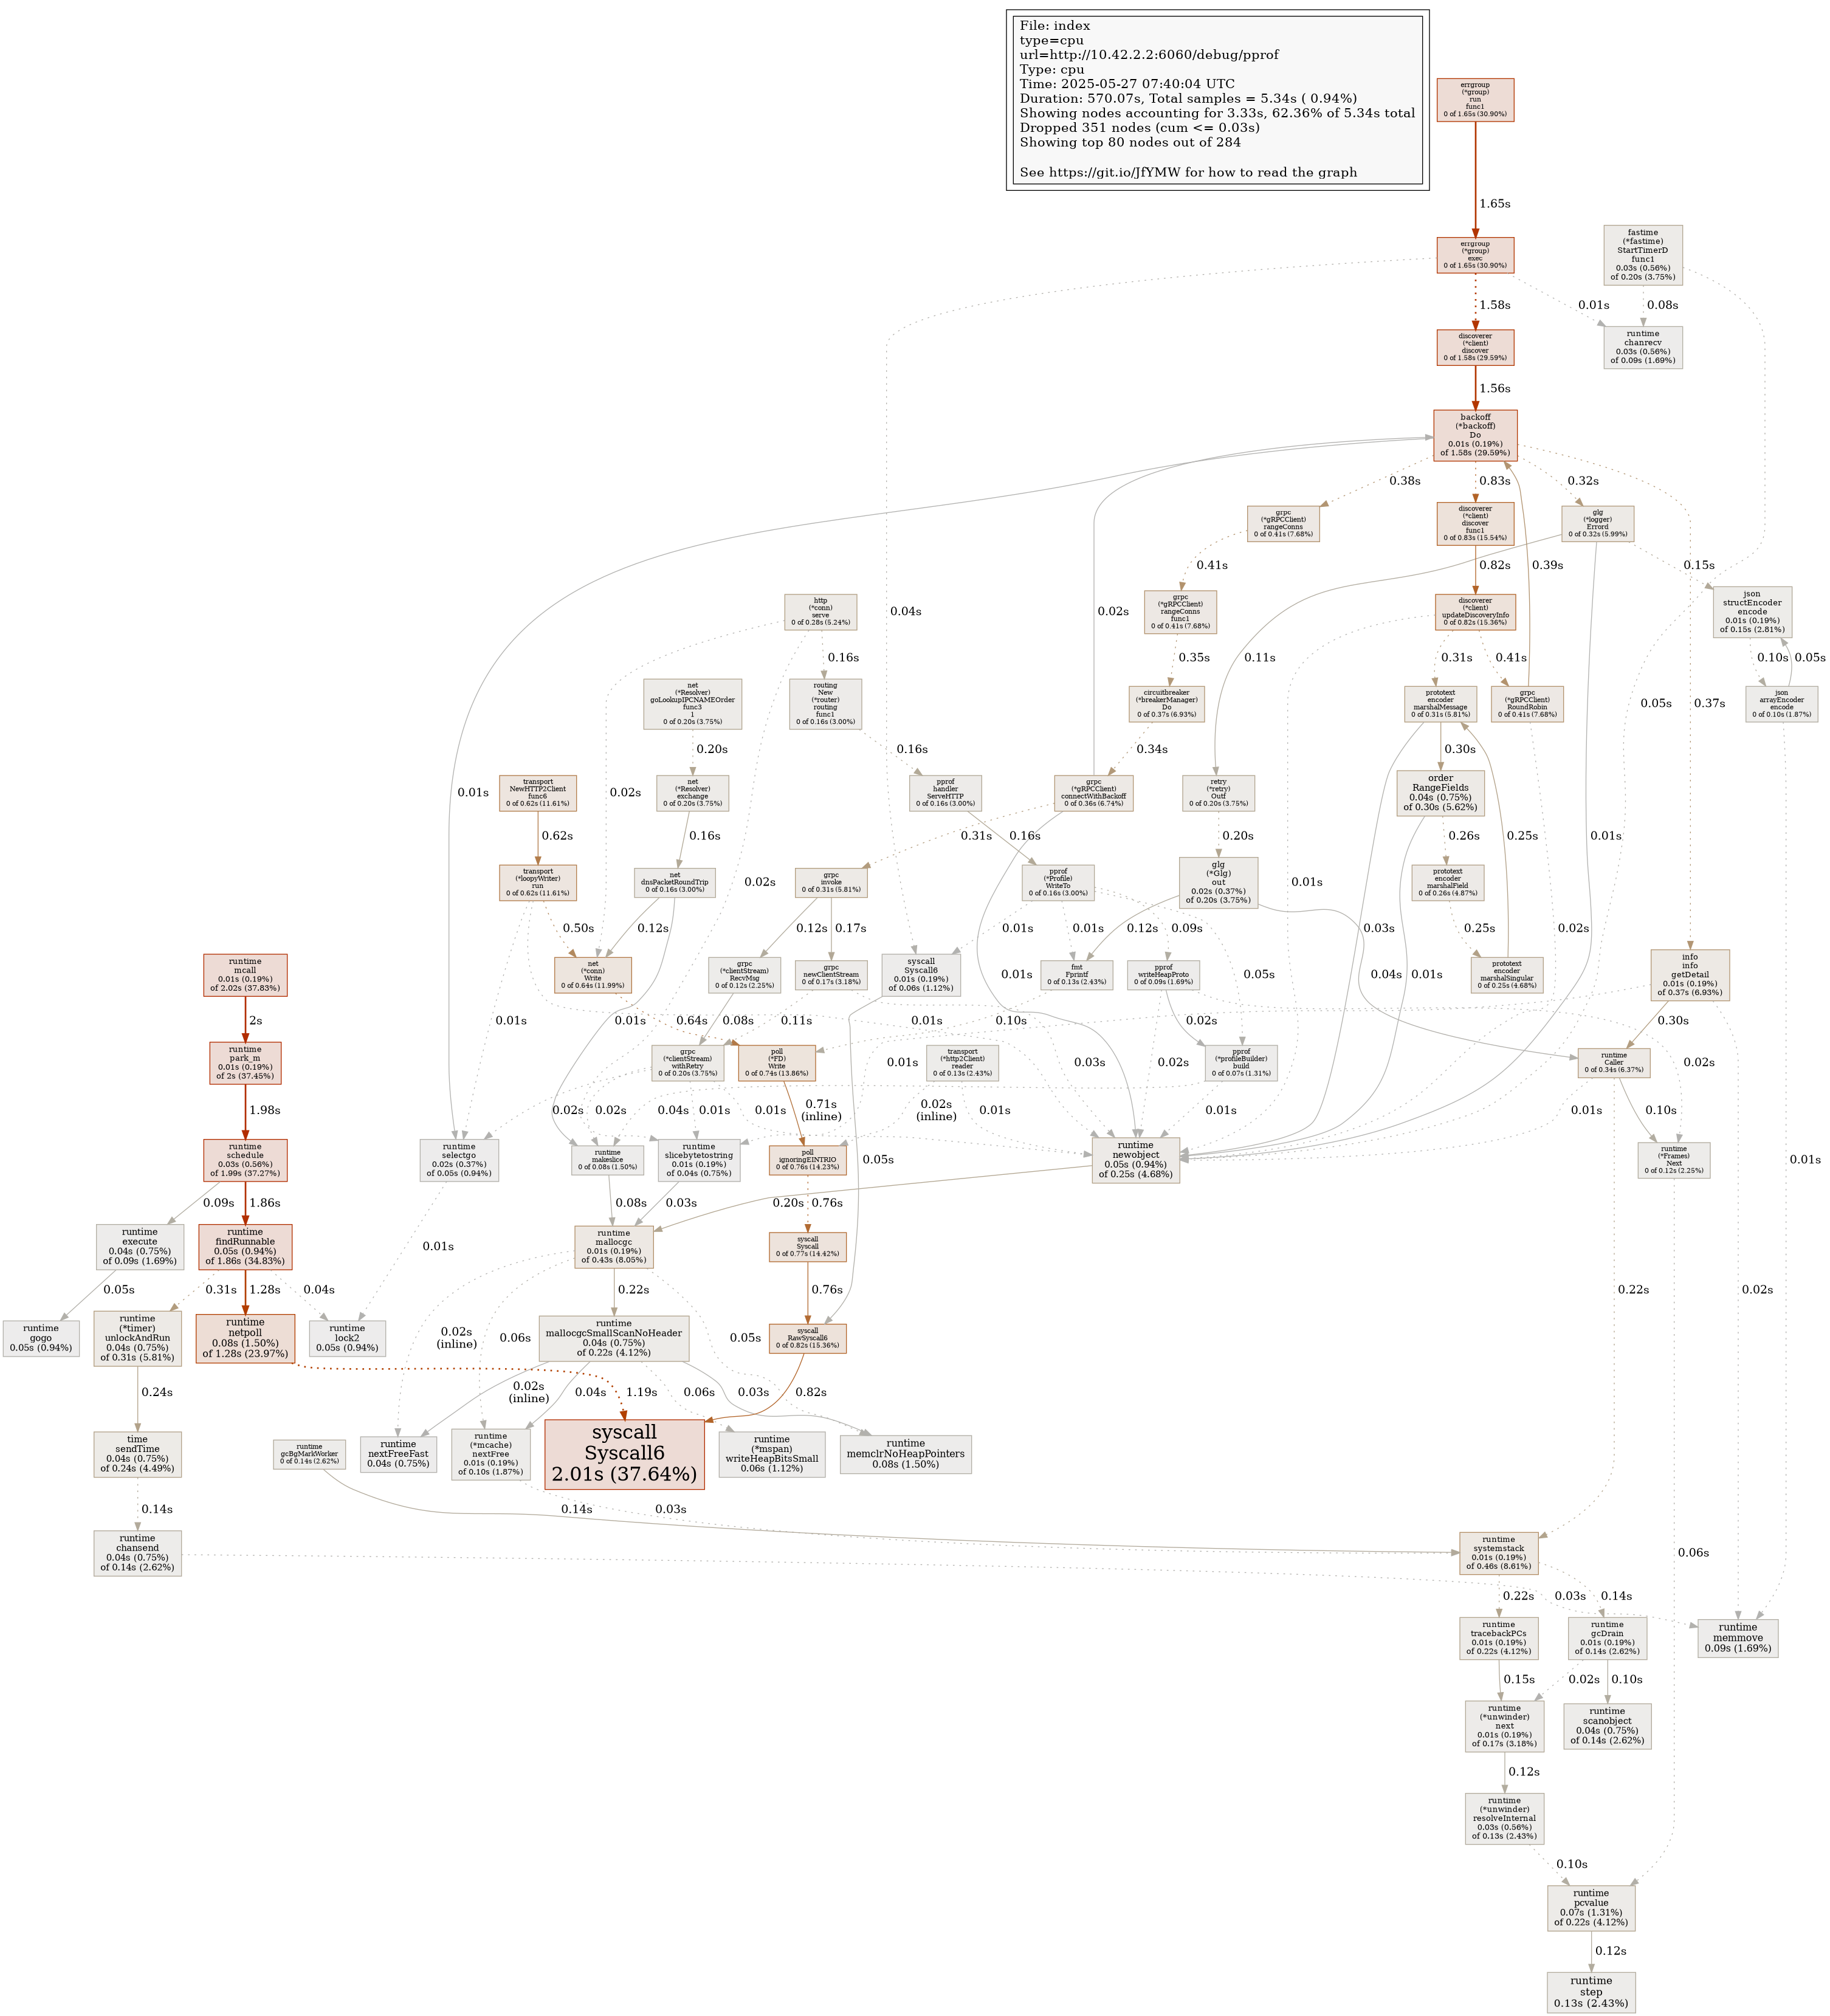 File: index
type=cpu
url=http://10.42.2.2:6060/debug/pprof
Type: cpu
Time: 2025-05-27 07:40:04 UTC
Duration: 570.07s, Total samples = 5.34s ( 0.94%)
Showing nodes accounting for 3.33s, 62.36% of 5.34s total
Dropped 351 nodes (cum <= 0.03s)
Showing top 80 nodes out of 284
See https://git.io/JfYMW for how to read the graph
errgroup
(*group)
run
func1
0 of 1.65s (30.90%)
1.65s
errgroup
(*group)
exec
0 of 1.65s (30.90%)
fastime
(*fastime)
StartTimerD
func1
0.03s (0.56%)
of 0.20s (3.75%)
1.58s
0.01s
0.08s
discoverer
(*client)
discover
0 of 1.58s (29.59%)
runtime
chanrecv
0.03s (0.56%)
of 0.09s (1.69%)
1.56s
backoff
(*backoff)
Do
0.01s (0.19%)
of 1.58s (29.59%)
0.38s
0.83s
0.32s
grpc
(*gRPCClient)
rangeConns
0 of 0.41s (7.68%)
discoverer
(*client)
discover
func1
0 of 0.83s (15.54%)
glg
(*logger)
Errord
0 of 0.32s (5.99%)
0.41s
0.82s
0.39s
0.15s
http
(*conn)
serve
0 of 0.28s (5.24%)
0.04s
grpc
(*gRPCClient)
rangeConns
func1
0 of 0.41s (7.68%)
0.02s
discoverer
(*client)
updateDiscoveryInfo
0 of 0.82s (15.36%)
json
structEncoder
encode
0.01s (0.19%)
of 0.15s (2.81%)
0.16s
0.35s
0.11s
0.31s
0.41s
0.10s
0.05s
net
(*Resolver)
goLookupIPCNAMEOrder
func3
1
0 of 0.20s (3.75%)
routing
New
(*router)
routing
func1
0 of 0.16s (3.00%)
circuitbreaker
(*breakerManager)
Do
0 of 0.37s (6.93%)
prototext
encoder
marshalMessage
0 of 0.31s (5.81%)
grpc
(*gRPCClient)
RoundRobin
0 of 0.41s (7.68%)
0.05s
0.37s
json
arrayEncoder
encode
0 of 0.10s (1.87%)
0.20s
0.16s
0.34s
0.30s
transport
NewHTTP2Client
func6
0 of 0.62s (11.61%)
0.01s
0.02s
net
(*Resolver)
exchange
0 of 0.20s (3.75%)
pprof
handler
ServeHTTP
0 of 0.16s (3.00%)
grpc
(*gRPCClient)
connectWithBackoff
0 of 0.36s (6.74%)
retry
(*retry)
Outf
0 of 0.20s (3.75%)
order
RangeFields
0.04s (0.75%)
of 0.30s (5.62%)
0.62s
0.16s
0.31s
0.16s
0.20s
0.26s
0.25s
0.01s
transport
(*loopyWriter)
run
0 of 0.62s (11.61%)
net
dnsPacketRoundTrip
0 of 0.16s (3.00%)
0.02s
grpc
invoke
0 of 0.31s (5.81%)
pprof
(*Profile)
WriteTo
0 of 0.16s (3.00%)
glg
(*Glg)
out
0.02s (0.37%)
of 0.20s (3.75%)
0.01s
prototext
encoder
marshalField
0 of 0.26s (4.87%)
0.50s
0.12s
0.12s
0.17s
0.01s
0.01s
0.12s
0.09s
0.03s
0.25s
0.02s
runtime
mcall
0.01s (0.19%)
of 2.02s (37.83%)
net
(*conn)
Write
0 of 0.64s (11.99%)
grpc
(*clientStream)
RecvMsg
0 of 0.12s (2.25%)
grpc
newClientStream
0 of 0.17s (3.18%)
syscall
Syscall6
0.01s (0.19%)
of 0.06s (1.12%)
0.01s
fmt
Fprintf
0 of 0.13s (2.43%)
pprof
writeHeapProto
0 of 0.09s (1.69%)
0.05s
0.04s
0.01s
prototext
encoder
marshalSingular
0 of 0.25s (4.68%)
info
info
getDetail
0.01s (0.19%)
of 0.37s (6.93%)
2s
0.01s
0.01s
0.64s
0.08s
0.11s
0.01s
0.10s
0.02s
0.30s
runtime
park_m
0.01s (0.19%)
of 2s (37.45%)
grpc
(*clientStream)
withRetry
0 of 0.20s (3.75%)
poll
(*FD)
Write
0 of 0.74s (13.86%)
0.01s
transport
(*http2Client)
reader
0 of 0.13s (2.43%)
0.03s
0.02s
pprof
(*profileBuilder)
build
0 of 0.07s (1.31%)
runtime
Caller
0 of 0.34s (6.37%)
0.02s
1.98s
0.02s
0.02s
0.04s
0.01s
0.01s
0.71s
(inline)
0.02s
(inline)
0.01s
0.01s
0.01s
0.10s
runtime
schedule
0.03s (0.56%)
of 1.99s (37.27%)
runtime
selectgo
0.02s (0.37%)
of 0.05s (0.94%)
runtime
makeslice
0 of 0.08s (1.50%)
runtime
slicebytetostring
0.01s (0.19%)
of 0.04s (0.75%)
poll
ignoringEINTRIO
0 of 0.76s (14.23%)
0.05s
runtime
newobject
0.05s (0.94%)
of 0.25s (4.68%)
runtime
(*Frames)
Next
0 of 0.12s (2.25%)
0.01s
0.09s
1.86s
0.08s
0.03s
0.20s
0.76s
runtime
execute
0.04s (0.75%)
of 0.09s (1.69%)
runtime
findRunnable
0.05s (0.94%)
of 1.86s (34.83%)
0.01s
runtime
mallocgc
0.01s (0.19%)
of 0.43s (8.05%)
syscall
Syscall
0 of 0.77s (14.42%)
0.05s
0.31s
1.28s
0.04s
0.22s
0.76s
0.22s
0.02s
runtime
gogo
0.05s (0.94%)
runtime
(*timer)
unlockAndRun
0.04s (0.75%)
of 0.31s (5.81%)
runtime
netpoll
0.08s (1.50%)
of 1.28s (23.97%)
runtime
lock2
0.05s (0.94%)
0.02s
(inline)
0.06s
runtime
mallocgcSmallScanNoHeader
0.04s (0.75%)
of 0.22s (4.12%)
0.05s
syscall
RawSyscall6
0 of 0.82s (15.36%)
0.24s
0.02s
(inline)
0.04s
1.19s
0.06s
0.03s
0.82s
time
sendTime
0.04s (0.75%)
of 0.24s (4.49%)
runtime
gcBgMarkWorker
0 of 0.14s (2.62%)
runtime
nextFreeFast
0.04s (0.75%)
runtime
(*mcache)
nextFree
0.01s (0.19%)
of 0.10s (1.87%)
syscall
Syscall6
2.01s (37.64%)
runtime
(*mspan)
writeHeapBitsSmall
0.06s (1.12%)
runtime
memclrNoHeapPointers
0.08s (1.50%)
0.14s
0.14s
0.03s
runtime
chansend
0.04s (0.75%)
of 0.14s (2.62%)
runtime
systemstack
0.01s (0.19%)
of 0.46s (8.61%)
0.06s
0.22s
0.03s
0.14s
runtime
tracebackPCs
0.01s (0.19%)
of 0.22s (4.12%)
runtime
gcDrain
0.01s (0.19%)
of 0.14s (2.62%)
runtime
memmove
0.09s (1.69%)
0.15s
0.02s
0.10s
runtime
(*unwinder)
next
0.01s (0.19%)
of 0.17s (3.18%)
runtime
scanobject
0.04s (0.75%)
of 0.14s (2.62%)
0.12s
runtime
(*unwinder)
resolveInternal
0.03s (0.56%)
of 0.13s (2.43%)
0.10s
runtime
pcvalue
0.07s (1.31%)
of 0.22s (4.12%)
0.12s
runtime
step
0.13s (2.43%)